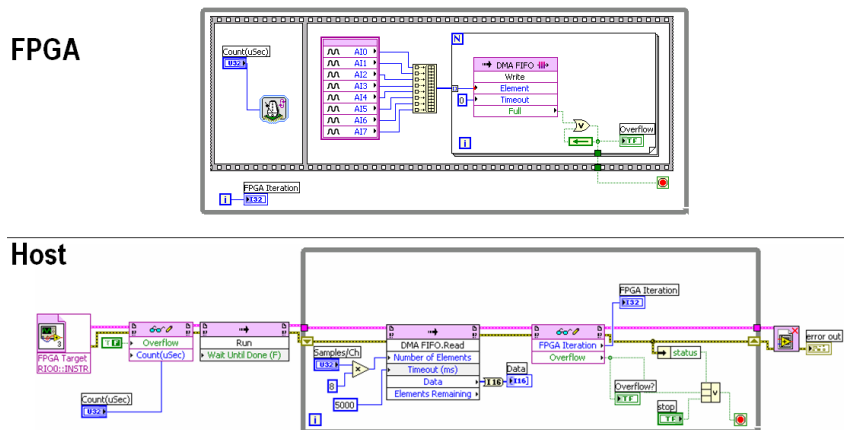 FPGA
Count(uSec)
U32
AI0
AI1
AI2
AI3
AI4
AI5
AI6
AI7
N
DMA FIFO
Write
Element
Timeout
Full
0
i
Overflow
TF
FPGA Iteration
i
I32
Host
FPGA Target
RIO0::INSTR
TF
Overflow
Count(uSec)
Count(uSec)
U32
Run
Wait Until Done (F)
Samples/Ch
U32
8
5000
i
DMA FIFO.Read
Number of Elements
Timeout (ms)
Data
Elements Remaining
I16
Data
I16
FPGA Iteration
Overflow
FPGA Iteration
I32
status
Overflow?
TF
stop
TF
error out